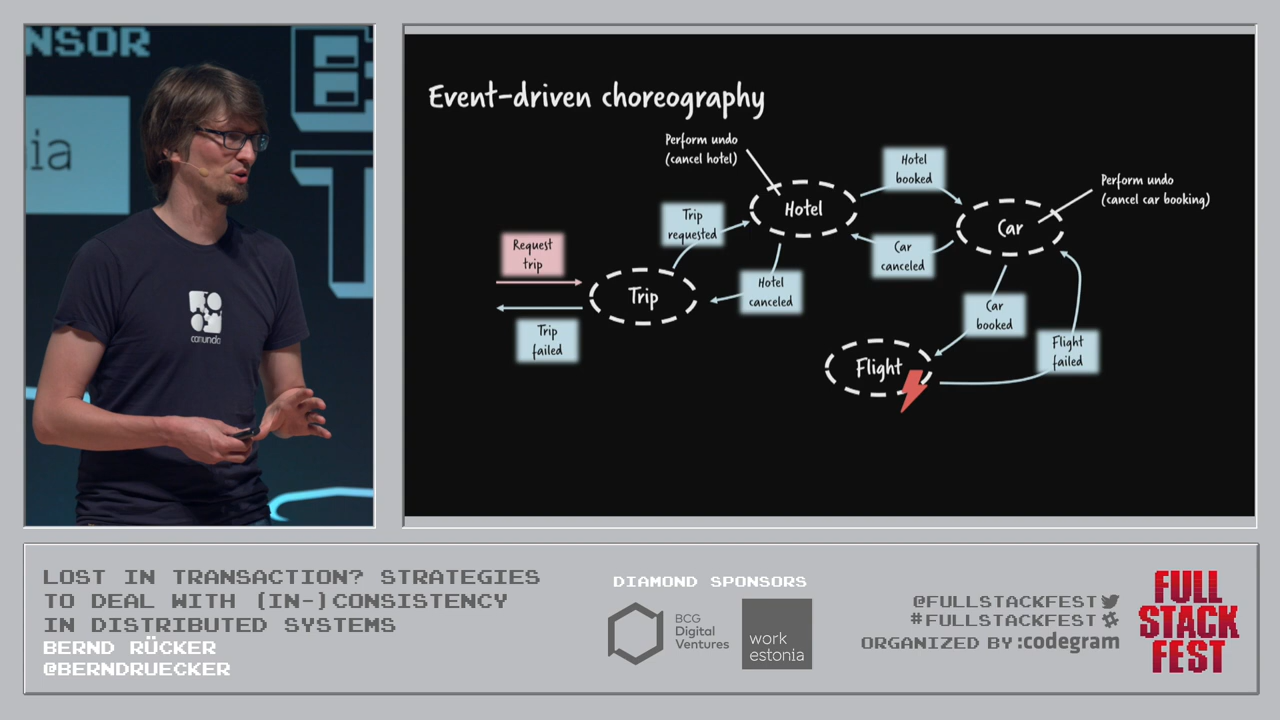 NSOR
ia
camunda
Event-driven choreography
Perform undo
(cancel hotel)
Hotel
booked
Perform undo
(cancel car booking)
Trip
requested
Hotel
Car
Request
trip
Car
canceled
Trip
Hotel
canceled
Car
booked
Trip
failed
Flight
Flight
failed
LOST IN TRANSACTION? STRATEGIES
TO DEAL WITH (IN-)CONSISTENCY
IN DISTRIBUTED SYSTEMS
BERND RÜCKER
@BERNDRUECKER
DIAMOND SPONSORS
BCG
Digital
Ventures
work
estonia
@FULLSTACKFEST
#FULLSTACKFEST
ORGANIZED BY :codegram
FULL
STACK
FEST